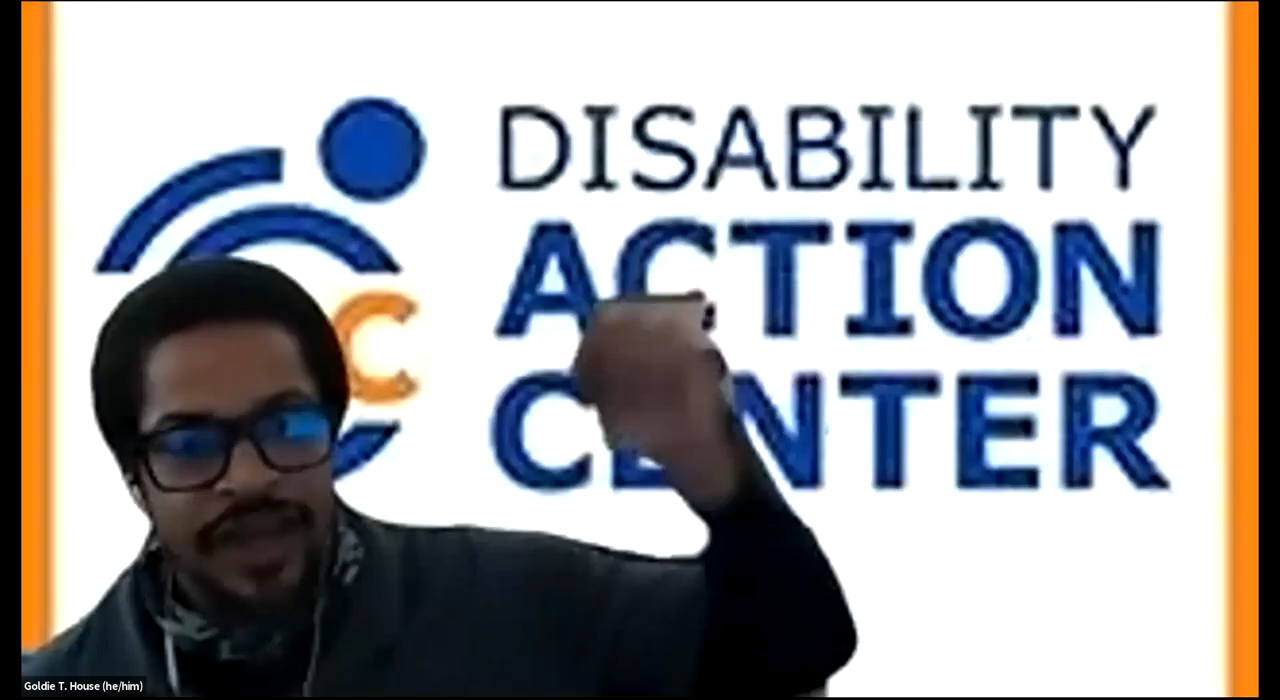 DISABILITY
ACTION
CENTER
C
Goldie T. House (he/him)